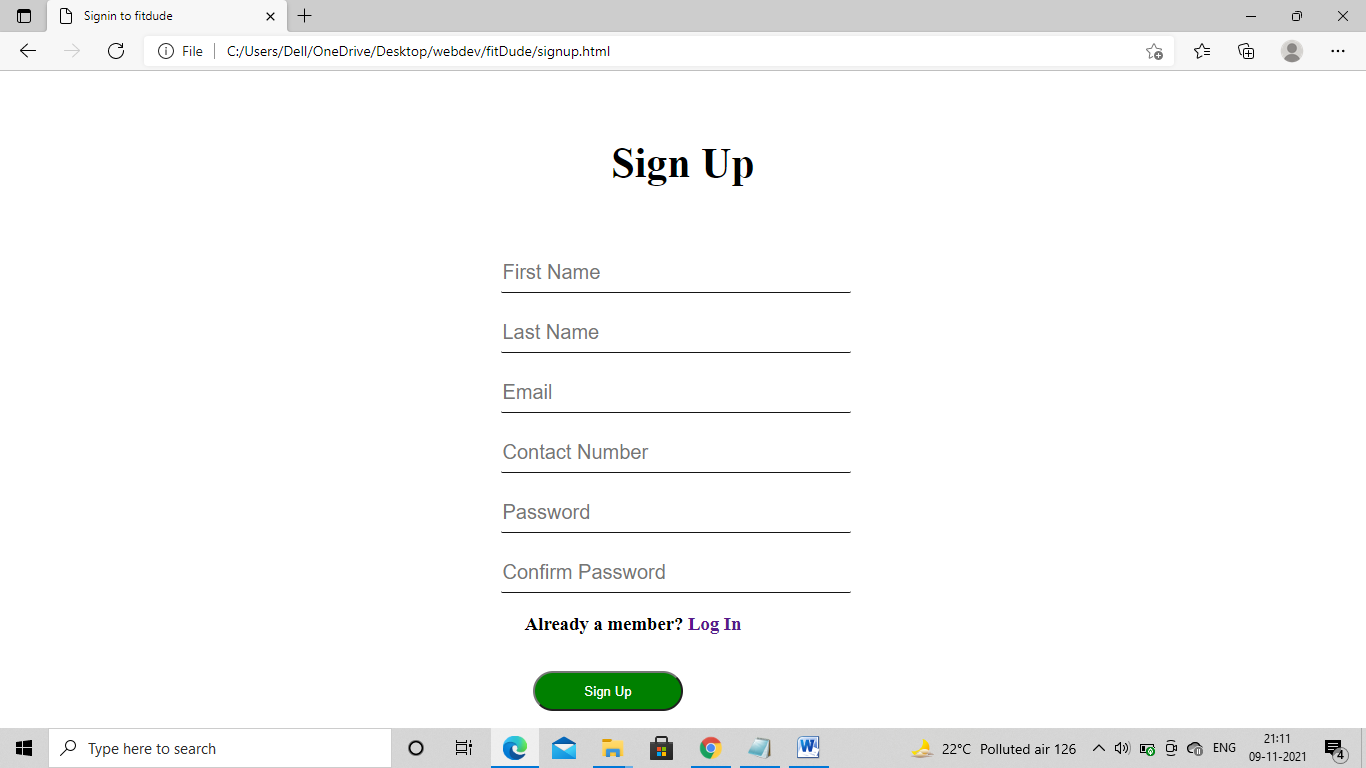 Signin to fitdude
File C:/Users/Dell/OneDrive/Desktop/webdev/fitDude/signup.html
Sign Up
First Name
Last Name
Email
Contact Number
Password
Confirm Password
Already a member? Log In
Sign Up
Type here to search
22°C Polluted air 126
ENG
21:11
09-11-2021
4